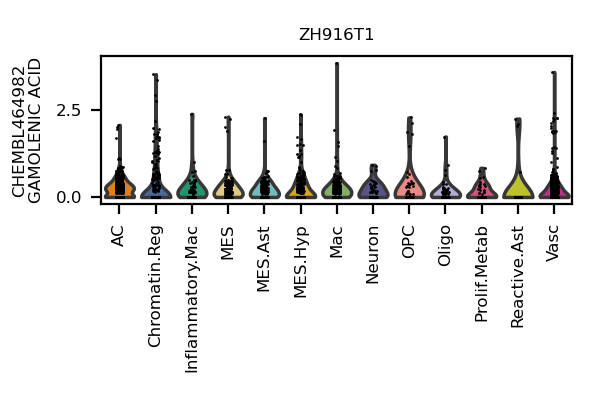 ZH916T1
CHEMBL464982
GAMOLENIC ACID
2.5
0.0
AC
Chromatin.Reg
Inflammatory.Mac
MES
MES.Ast
MES.Hyp
Mac
Neuron
OPC
Oligo
Prolif.Metab
Reactive.Ast
Vasc